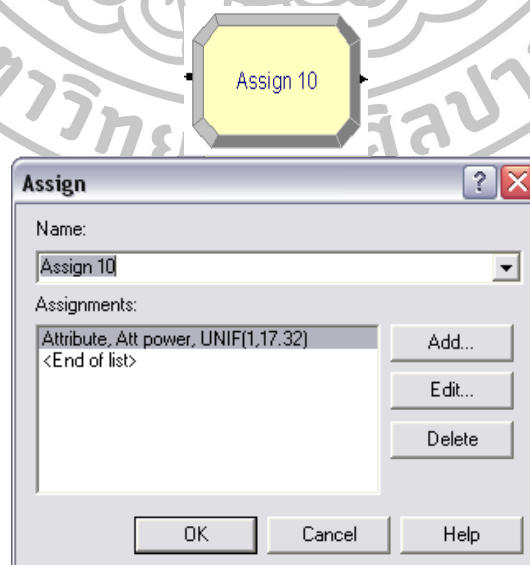 Assign 10
Assign
Name:
Assign 10
Assignments:
Attribute, Att power, UNIF(1,17.32)
<End of list>
Add...
Edit...
Delete
OK
Cancel
Help